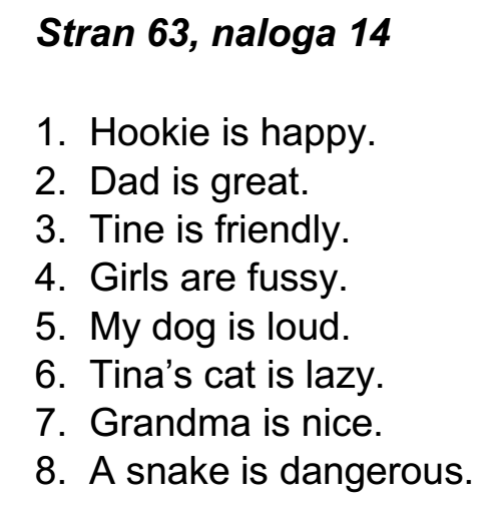 Stran 63, naloga 14
1. Hookie is happy.
2. Dad is great.
3. Tine is friendly.
4. Girls are fussy.
5. My dog is loud.
6. Tina’s cat is lazy.
7. Grandma is nice.
8. A snake is dangerous.